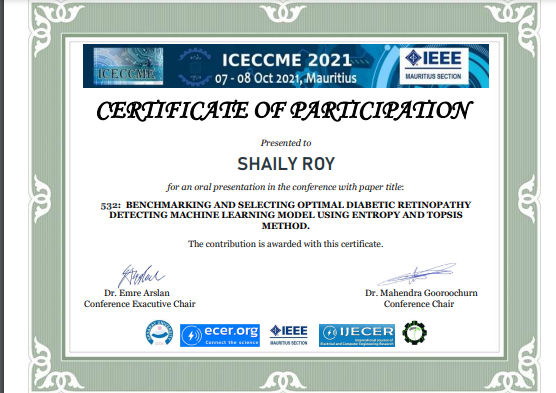 ICECCME
ICECCME 2021
07 - 08 Oct 2021, Mauritius
IEEE
MAURITIUS SECTION
CERTIFICATE OF PARTICIPATION
Presented to
SHAILY ROY
for an oral presentation in the conference with paper title:
532: BENCHMARKING AND SELECTING OPTIMAL DIABETIC RETINOPATHY
DETECTING MACHINE LEARNING MODEL USING ENTROPY AND TOPSIS
METHOD.
The contribution is awarded with this certificate.
Dr. Emre Arslan
Conference Exacutive Chair
Dr. Mahendra Gooroochurn
Conference Chair
ecer.org
Connect the science
IEEE
MAURITIUS SECTION
IJECER
International Journal of
Electrical and Computer Engineering Research